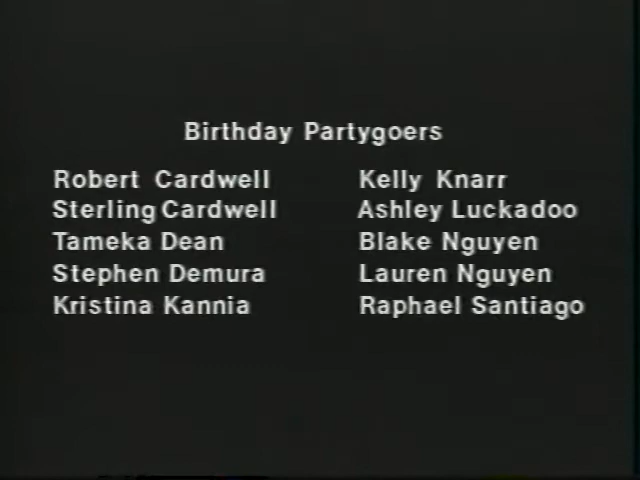 Birthday Partygoers
Robert Cardwell
Sterling Cardwell
Tameka Dean
Stephen Demura
Kristina Kannia
Kelly Knarr
Ashley Luckadoo
Blake Nguyen
Lauren Nguyen
Raphael Santiago